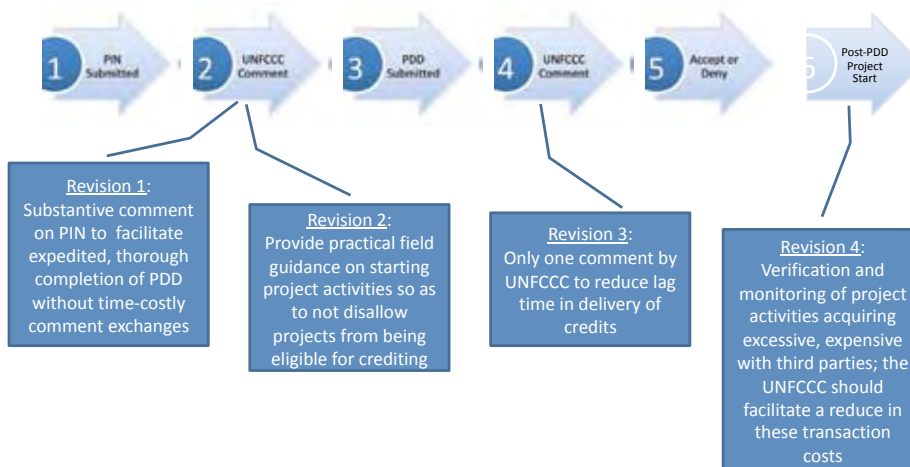 1
PIN
Submitted
2
UNFCCC
Comment
3
PDD
Submitted
4
UNFCCC
Comment
5
Accept or
Deny
6
Post-PDD
Project
Start
Revision 1:
Substantive comment
on PIN to facilitate
expedited, thorough
completion of PDD
without time-costly
comment exchanges
Revision 2:
Provide practical field
guidance on starting
project activities so as
to not disallow
projects from being
eligible for crediting
Revision 3:
Only one comment by
UNFCCC to reduce lag
time in delivery of
credits
Revision 4:
Verification and
monitoring of project
activities acquiring
excessive, expensive
with third parties; the
UNFCCC should
facilitate a reduce in
these transaction
costs